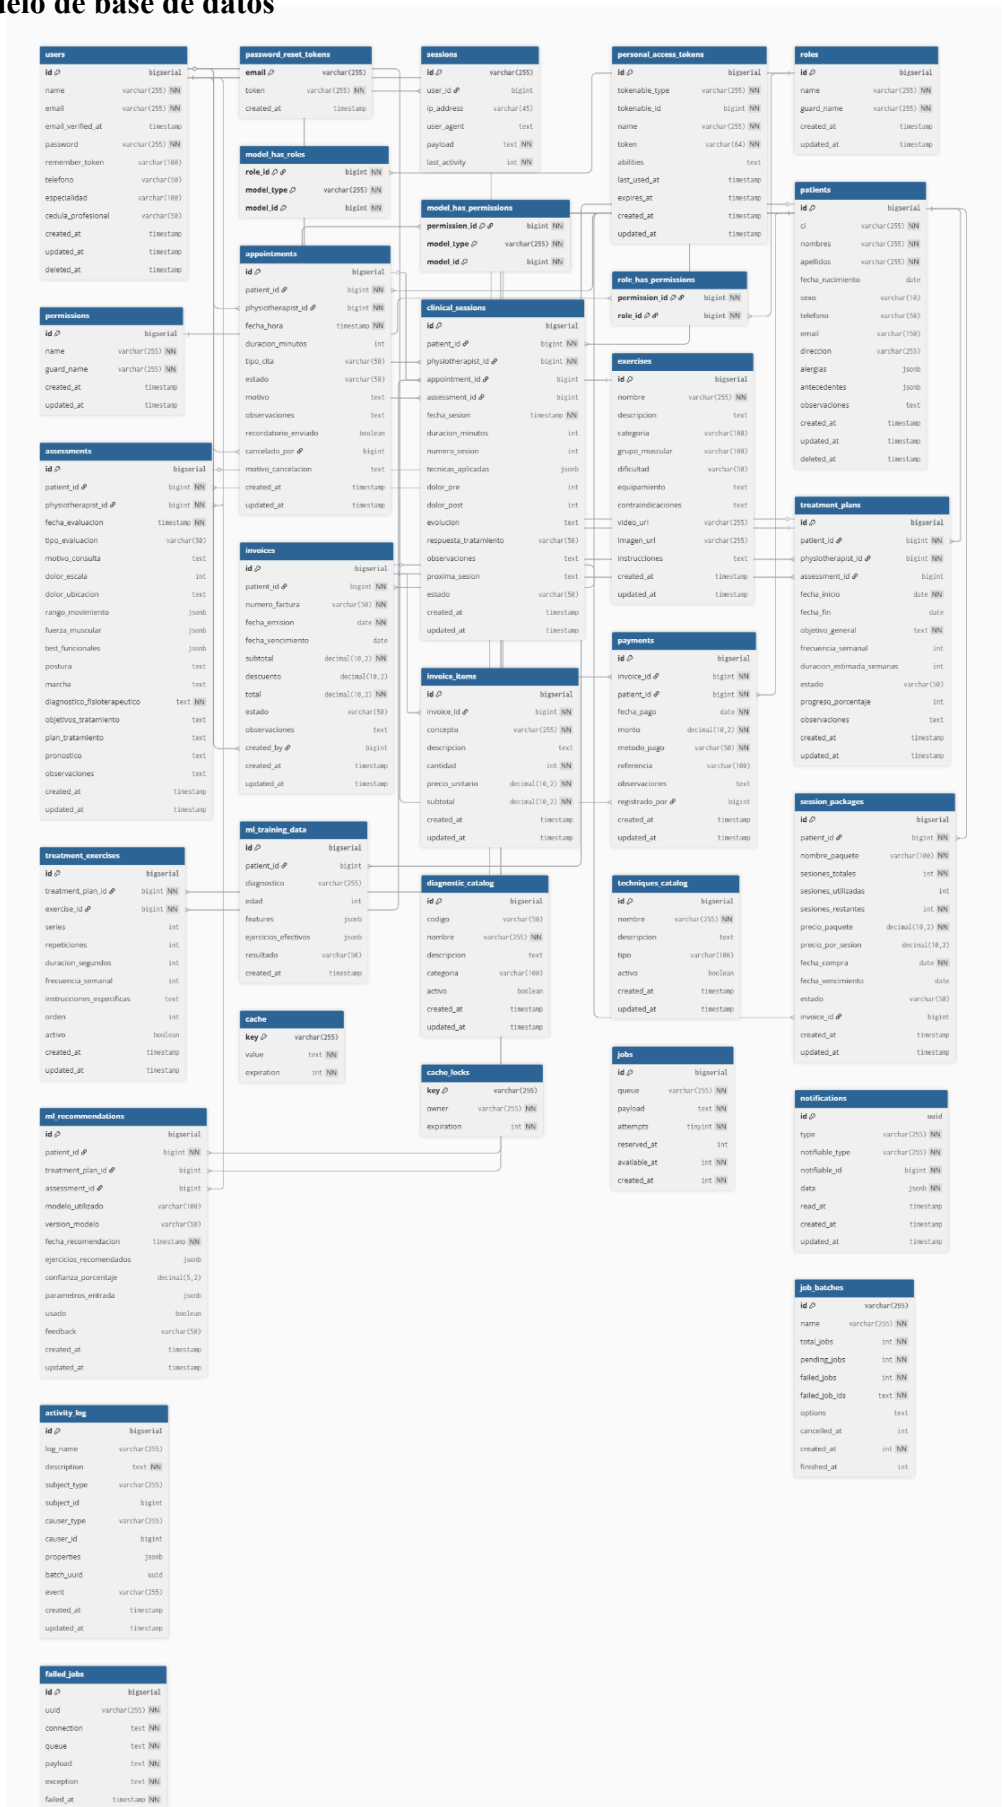 de base de datos
users
id bigserial
name varchar(255) NN
email varchar(255) NN
email_verified_at timestamp
password varchar(255) NN
remember_token varchar(100)
telefono varchar(50)
especialidad varchar(100)
cedula_profesional varchar(50)
created_at timestamp
updated_at timestamp
deleted_at timestamp
permissions
id bigserial
name varchar(255) NN
guard_name varchar(255) NN
created_at timestamp
updated_at timestamp
assessments
id bigserial
patient_id bigint NN
physiotherapist_id bigint NN
fecha_evaluacion timestamp NN
tipo_evaluacion varchar(50)
motivo_consulta text
dolor_escala int
dolor_ubicacion text
rango_movimiento jsonb
fuerza_muscular jsonb
test_funcionales jsonb
postura text
marcha text
diagnostico_fisioterapeutico text NN
objetivos_tratamiento text
plan_tratamiento text
pronostico text
observaciones text
created_at timestamp
updated_at timestamp
treatment_exercises
id bigserial
treatment_plan_id bigint NN
exercise_id bigint NN
series int
repeticiones int
duracion_segundos int
frecuencia_semanal int
instrucciones_especificas text
orden int
activo boolean
created_at timestamp
updated_at timestamp
ml_recommendations
id bigserial
patient_id bigint NN
treatment_plan_id bigint
assessment_id bigint
modelo_utilizado varchar(100)
version_modelo varchar(50)
fecha_recomendacion timestamp NN
ejercicios_recomendados jsonb
confianza_porcentaje decimal(5,2)
parametros_entrada jsonb
usado boolean
feedback varchar(50)
created_at timestamp
updated_at timestamp
activity_log
id bigserial
log_name varchar(255)
description text NN
subject_type varchar(255)
subject_id bigint
causer_type varchar(255)
causer_id bigint
properties jsonb
batch_uuid uuid
event varchar(255)
created_at timestamp
updated_at timestamp
failed_jobs
id bigserial
uuid varchar(255) NN
connection text NN
queue text NN
payload text NN
exception text NN
failed_at timestamp NN
password_reset_tokens
email varchar(255)
token varchar(255) NN
created_at timestamp
model_has_roles
role_id bigint NN
model_type varchar(255) NN
model_id bigint NN
appointments
id bigserial
patient_id bigint NN
physiotherapist_id bigint NN
fecha_hora timestamp NN
duracion_minutos int
tipo_cita varchar(50)
estado varchar(50)
motivo text
observaciones text
recordatorio_enviado boolean
cancelado_por bigint
motivo_cancelacion text
created_at timestamp
updated_at timestamp
invoices
id bigserial
patient_id bigint NN
numero_factura varchar(50) NN
fecha_emision date NN
fecha_vencimiento date
subtotal decimal(10,2) NN
descuento decimal(10,2)
total decimal(10,2) NN
estado varchar(50)
observaciones text
created_by bigint
created_at timestamp
updated_at timestamp
ml_training_data
id bigserial
patient_id bigint
diagnostico varchar(255)
edad int
features jsonb
ejercicios_efectivos jsonb
resultado varchar(50)
created_at timestamp
cache
key varchar(255)
value text NN
expiration int NN
sessions
id varchar(255)
user_id bigint
ip_address varchar(45)
user_agent text
payload text NN
last_activity int NN
model_has_permissions
permission_id bigint NN
model_type varchar(255) NN
model_id bigint NN
clinical_sessions
id bigserial
patient_id bigint NN
physiotherapist_id bigint NN
appointment_id bigint
assessment_id bigint
fecha_sesion timestamp NN
duracion_minutos int
numero_sesion int
tecnicas_aplicadas jsonb
dolor_pre int
dolor_post int
evolucion text
respuesta_tratamiento varchar(50)
observaciones text
proxima_sesion text
estado varchar(50)
created_at timestamp
updated_at timestamp
invoice_items
id bigserial
invoice_id bigint NN
concepto varchar(255) NN
descripcion text
cantidad int NN
precio_unitario decimal(10,2) NN
subtotal decimal(10,2) NN
created_at timestamp
updated_at timestamp
diagnostic_catalog
id bigserial
codigo varchar(50)
nombre varchar(255) NN
descripcion text
categoria varchar(100)
activo boolean
created_at timestamp
updated_at timestamp
cache_locks
key varchar(255)
owner varchar(255) NN
expiration int NN
personal_access_tokens
id bigserial
tokenable_type varchar(255) NN
tokenable_id bigint NN
name varchar(255) NN
token varchar(64) NN
abilities text
last_used_at timestamp
expires_at timestamp
created_at timestamp
updated_at timestamp
role_has_permissions
permission_id bigint NN
role_id bigint NN
exercises
id bigserial
nombre varchar(255) NN
descripcion text
categoria varchar(100)
grupo_muscular varchar(100)
dificultad varchar(50)
equipamiento text
contraindicaciones text
video_url varchar(255)
imagen_url varchar(255)
instrucciones text
created_at timestamp
updated_at timestamp
payments
id bigserial
invoice_id bigint NN
patient_id bigint NN
fecha_pago date NN
monto decimal(10,2) NN
metodo_pago varchar(50) NN
referencia varchar(100)
observaciones text
registrado_por bigint
created_at timestamp
updated_at timestamp
techniques_catalog
id bigserial
nombre varchar(255) NN
descripcion text
tipo varchar(100)
activo boolean
created_at timestamp
updated_at timestamp
jobs
id bigserial
queue varchar(255) NN
payload text NN
attempts tinyint NN
reserved_at int
available_at int NN
created_at int NN
roles
id bigserial
name varchar(255) NN
guard_name varchar(255) NN
created_at timestamp
updated_at timestamp
patients
id bigserial
ci varchar(255) NN
nombres varchar(255) NN
apellidos varchar(255) NN
fecha_nacimiento date
sexo varchar(10)
telefono varchar(50)
email varchar(150)
direccion varchar(255)
alergias jsonb
antecedentes jsonb
observaciones text
created_at timestamp
updated_at timestamp
deleted_at timestamp
treatment_plans
id bigserial
patient_id bigint NN
physiotherapist_id bigint NN
assessment_id bigint
fecha_inicio date NN
fecha_fin date
objetivo_general text NN
frecuencia_semanal int
duracion_estimada_semanas int
estado varchar(50)
progreso_porcentaje int
observaciones text
created_at timestamp
updated_at timestamp
session_packages
id bigserial
patient_id bigint NN
nombre_paquete varchar(100) NN
sesiones_totales int NN
sesiones_utilizadas int
sesiones_restantes int NN
precio_paquete decimal(10,2) NN
precio_por_sesion decimal(10,2)
fecha_compra date NN
fecha_vencimiento date
estado varchar(50)
invoice_id bigint
created_at timestamp
updated_at timestamp
notifications
id uuid
type varchar(255) NN
notifiable_type varchar(255) NN
notifiable_id bigint NN
data jsonb NN
read_at timestamp
created_at timestamp
updated_at timestamp
job_batches
id varchar(255)
name varchar(255) NN
total_jobs int NN
pending_jobs int NN
failed_jobs int NN
failed_job_ids text NN
options text
cancelled_at int
created_at int NN
finished_at int